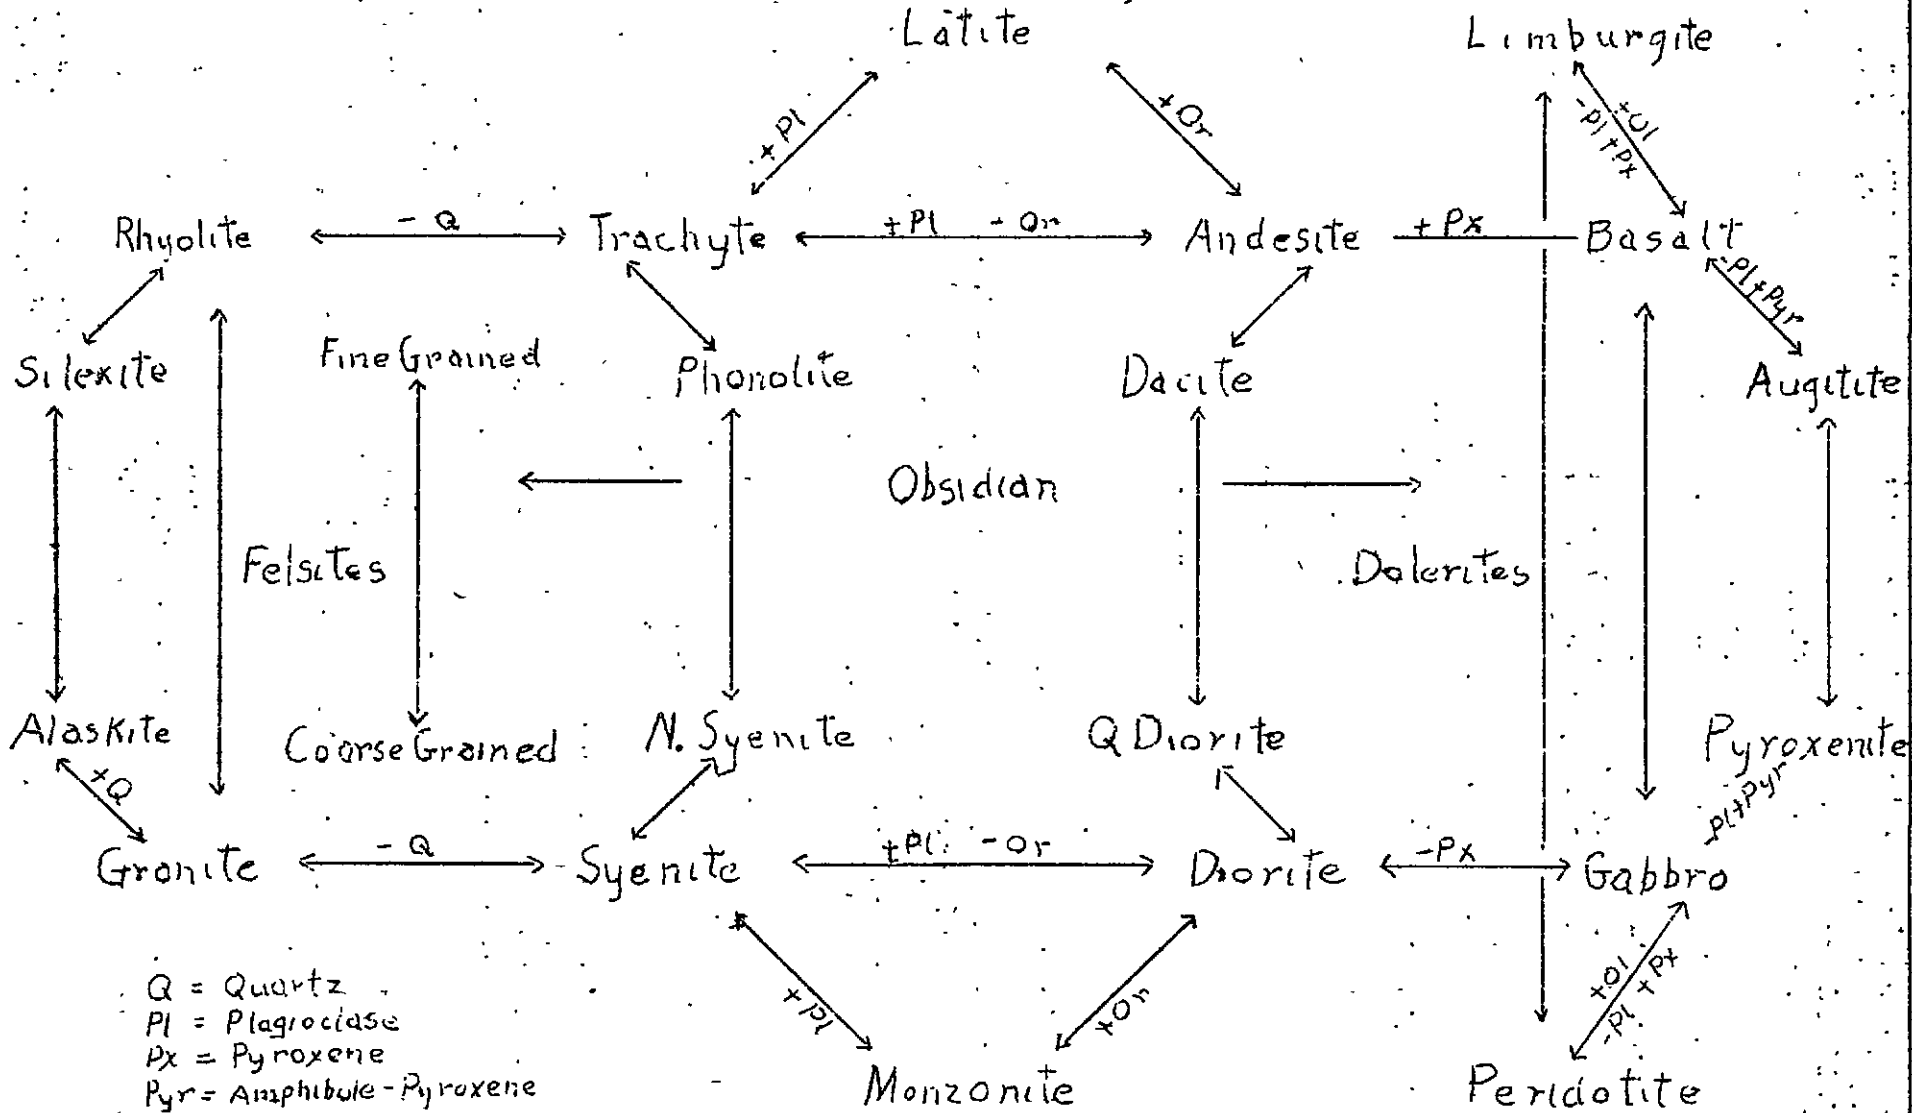 Latite
Limburgite
+Pl
+Or
+Ol
-Pl+Px
Rhyolite
- Q
Trachyte
+Pl - Or
Andesite
+Px
Basalt
-Pl+Pyr
Silexite
Fine Grained
Phonolite
Dacite
Augitite
Obsidian
Felsites
Dolerites
Alaskite
Coarse Grained
N. Syenite
Q Diorite
Pyroxenite
+Q
-Pl+Pyr
Granite
- Q
Syenite
+Pl - Or
Diorite
-Px
Gabbro
+Pl
+Or
+Ol
-Pl +Px
Q = Quartz
Pl = Plagioclase
Px = Pyroxene
Pyr = Amphibole - Pyroxene
Monzonite
Peridotite